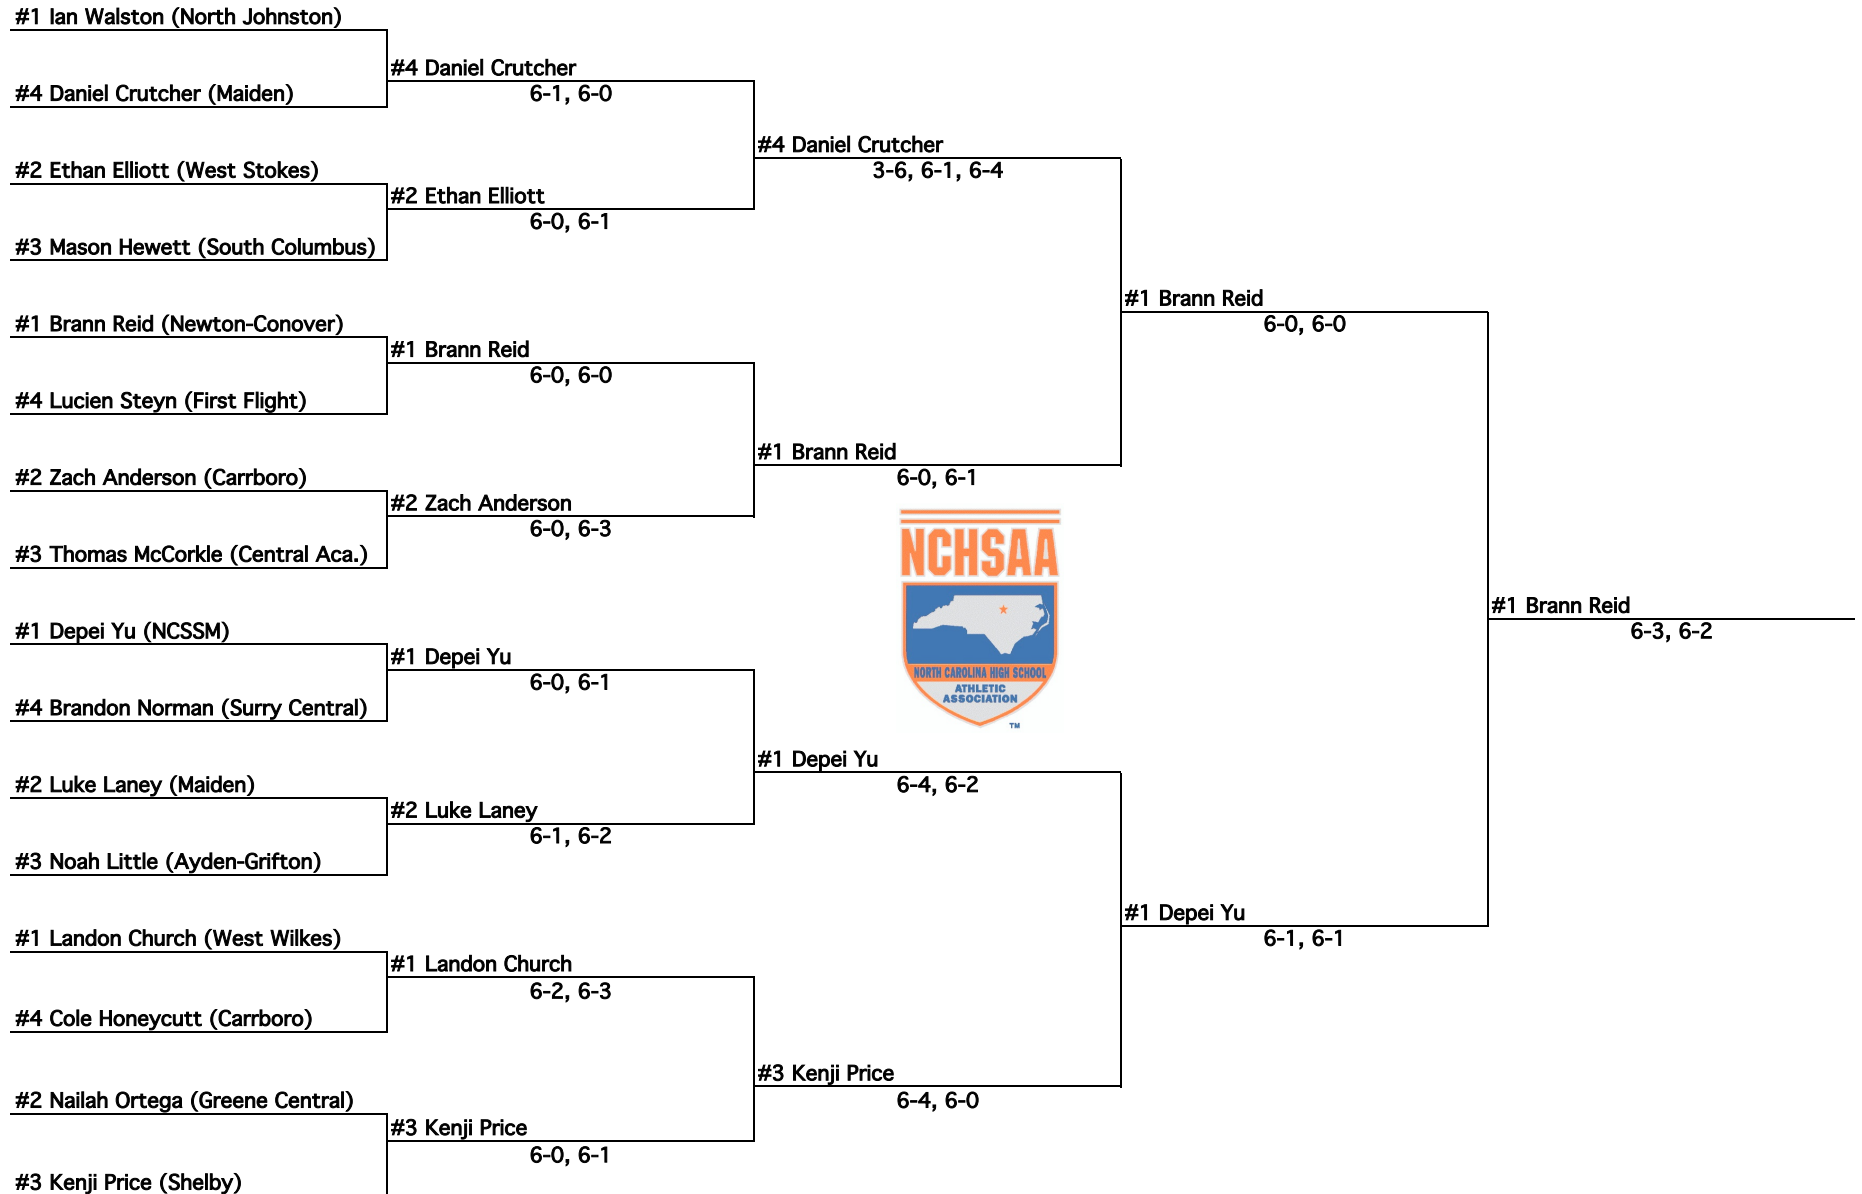 #1 Ian Walston (North Johnston)
#4 Daniel Crutcher
#4 Daniel Crutcher (Maiden)
6-1, 6-0
#4 Daniel Crutcher
#2 Ethan Elliott (West Stokes)
3-6, 6-1, 6-4
#2 Ethan Elliott
6-0, 6-1
#3 Mason Hewett (South Columbus)
#1 Brann Reid
#1 Brann Reid (Newton-Conover)
6-0, 6-0
#1 Brann Reid
6-0, 6-0
#4 Lucien Steyn (First Flight)
#1 Brann Reid
#2 Zach Anderson (Carrboro)
6-0, 6-1
#2 Zach Anderson
6-0, 6-3
#3 Thomas McCorkle (Central Aca.)
NCHSAA
#1 Brann Reid
#1 Depei Yu (NCSSM)
6-3, 6-2
#1 Depei Yu
NORTH CAROLINA HIGH SCHOOL
6-0, 6-1
ATHLETIC
ASSOCIATION
#4 Brandon Norman (Surry Central)
TM
#1 Depei Yu
#2 Luke Laney (Maiden)
6-4, 6-2
#2 Luke Laney
6-1, 6-2
#3 Noah Little (Ayden-Grifton)
#1 Depei Yu
#1 Landon Church (West Wilkes)
6-1, 6-1
#1 Landon Church
6-2, 6-3
#4 Cole Honeycutt (Carrboro)
#3 Kenji Price
#2 Nailah Ortega (Greene Central)
6-4, 6-0
#3 Kenji Price
6-0, 6-1
#3 Kenji Price (Shelby)